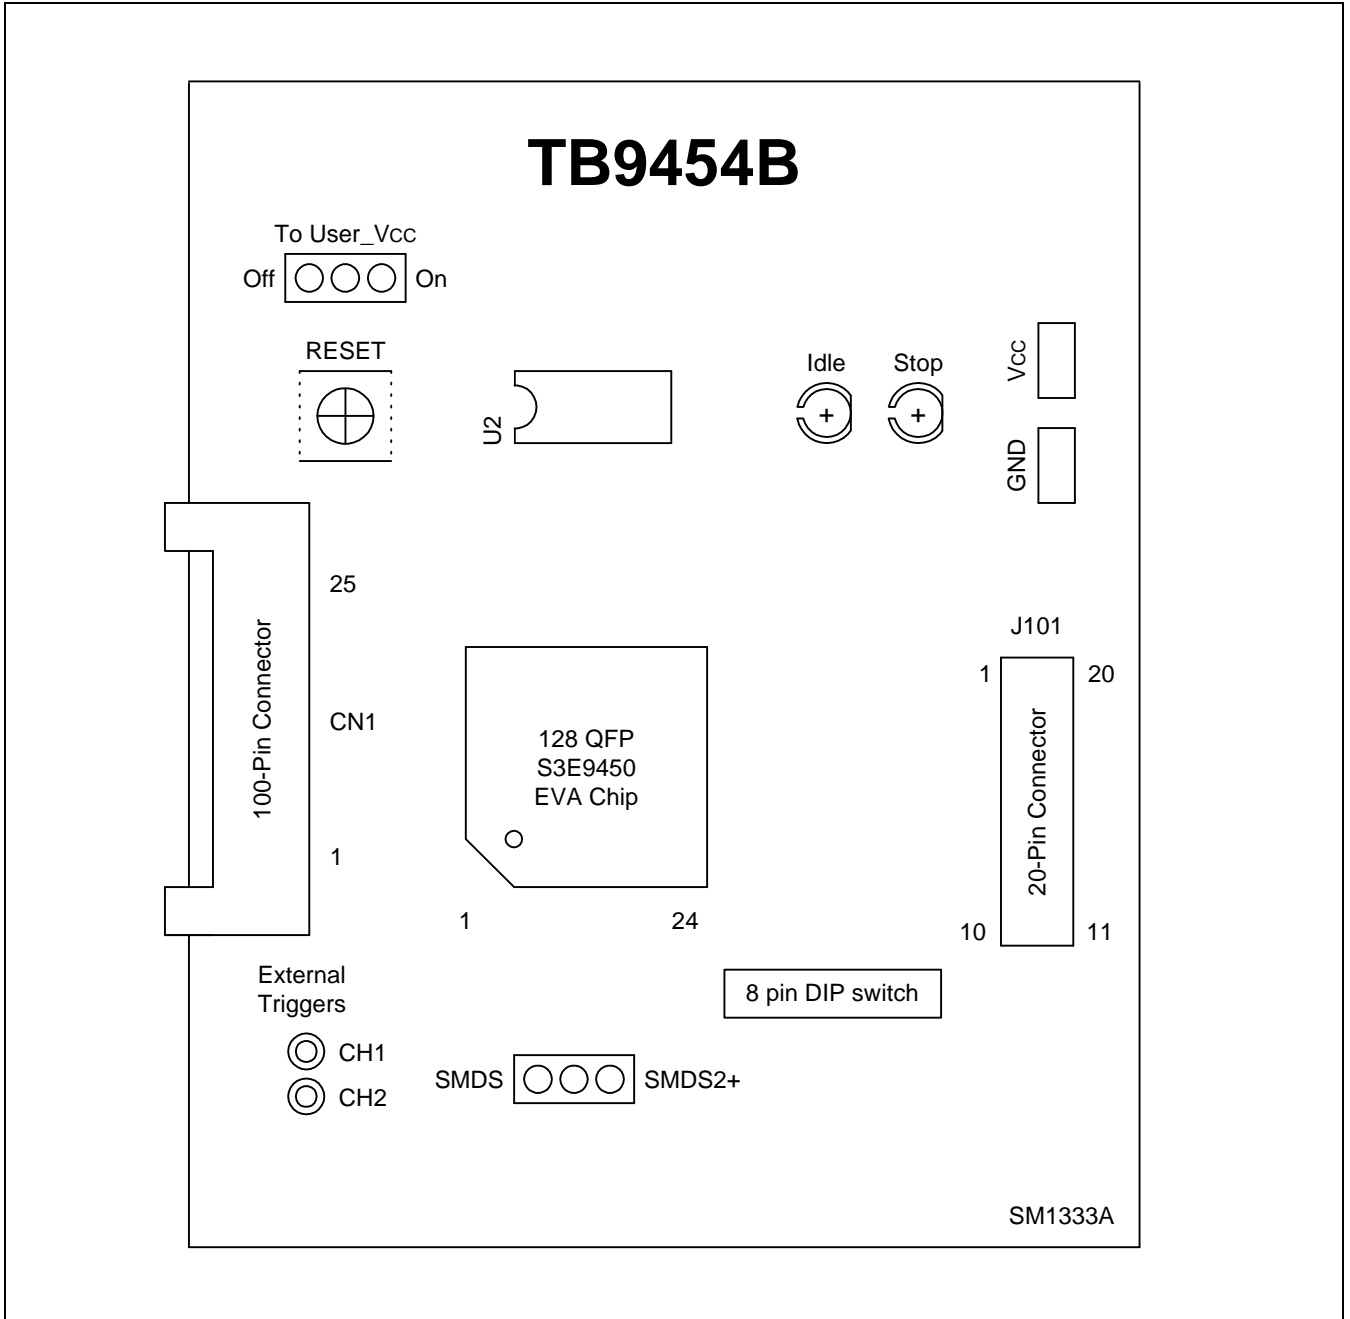 TB9454B
To User_VCC
Off
On
RESET
U2
Idle
Stop
VCC
GND
25
100-Pin Connector
CN1
1
128 QFP
S3E9450
EVA Chip
1
24
J101
1
20
20-Pin Connector
10
11
External
Triggers
CH1
CH2
8 pin DIP switch
SMDS
SMDS2+
SM1333A